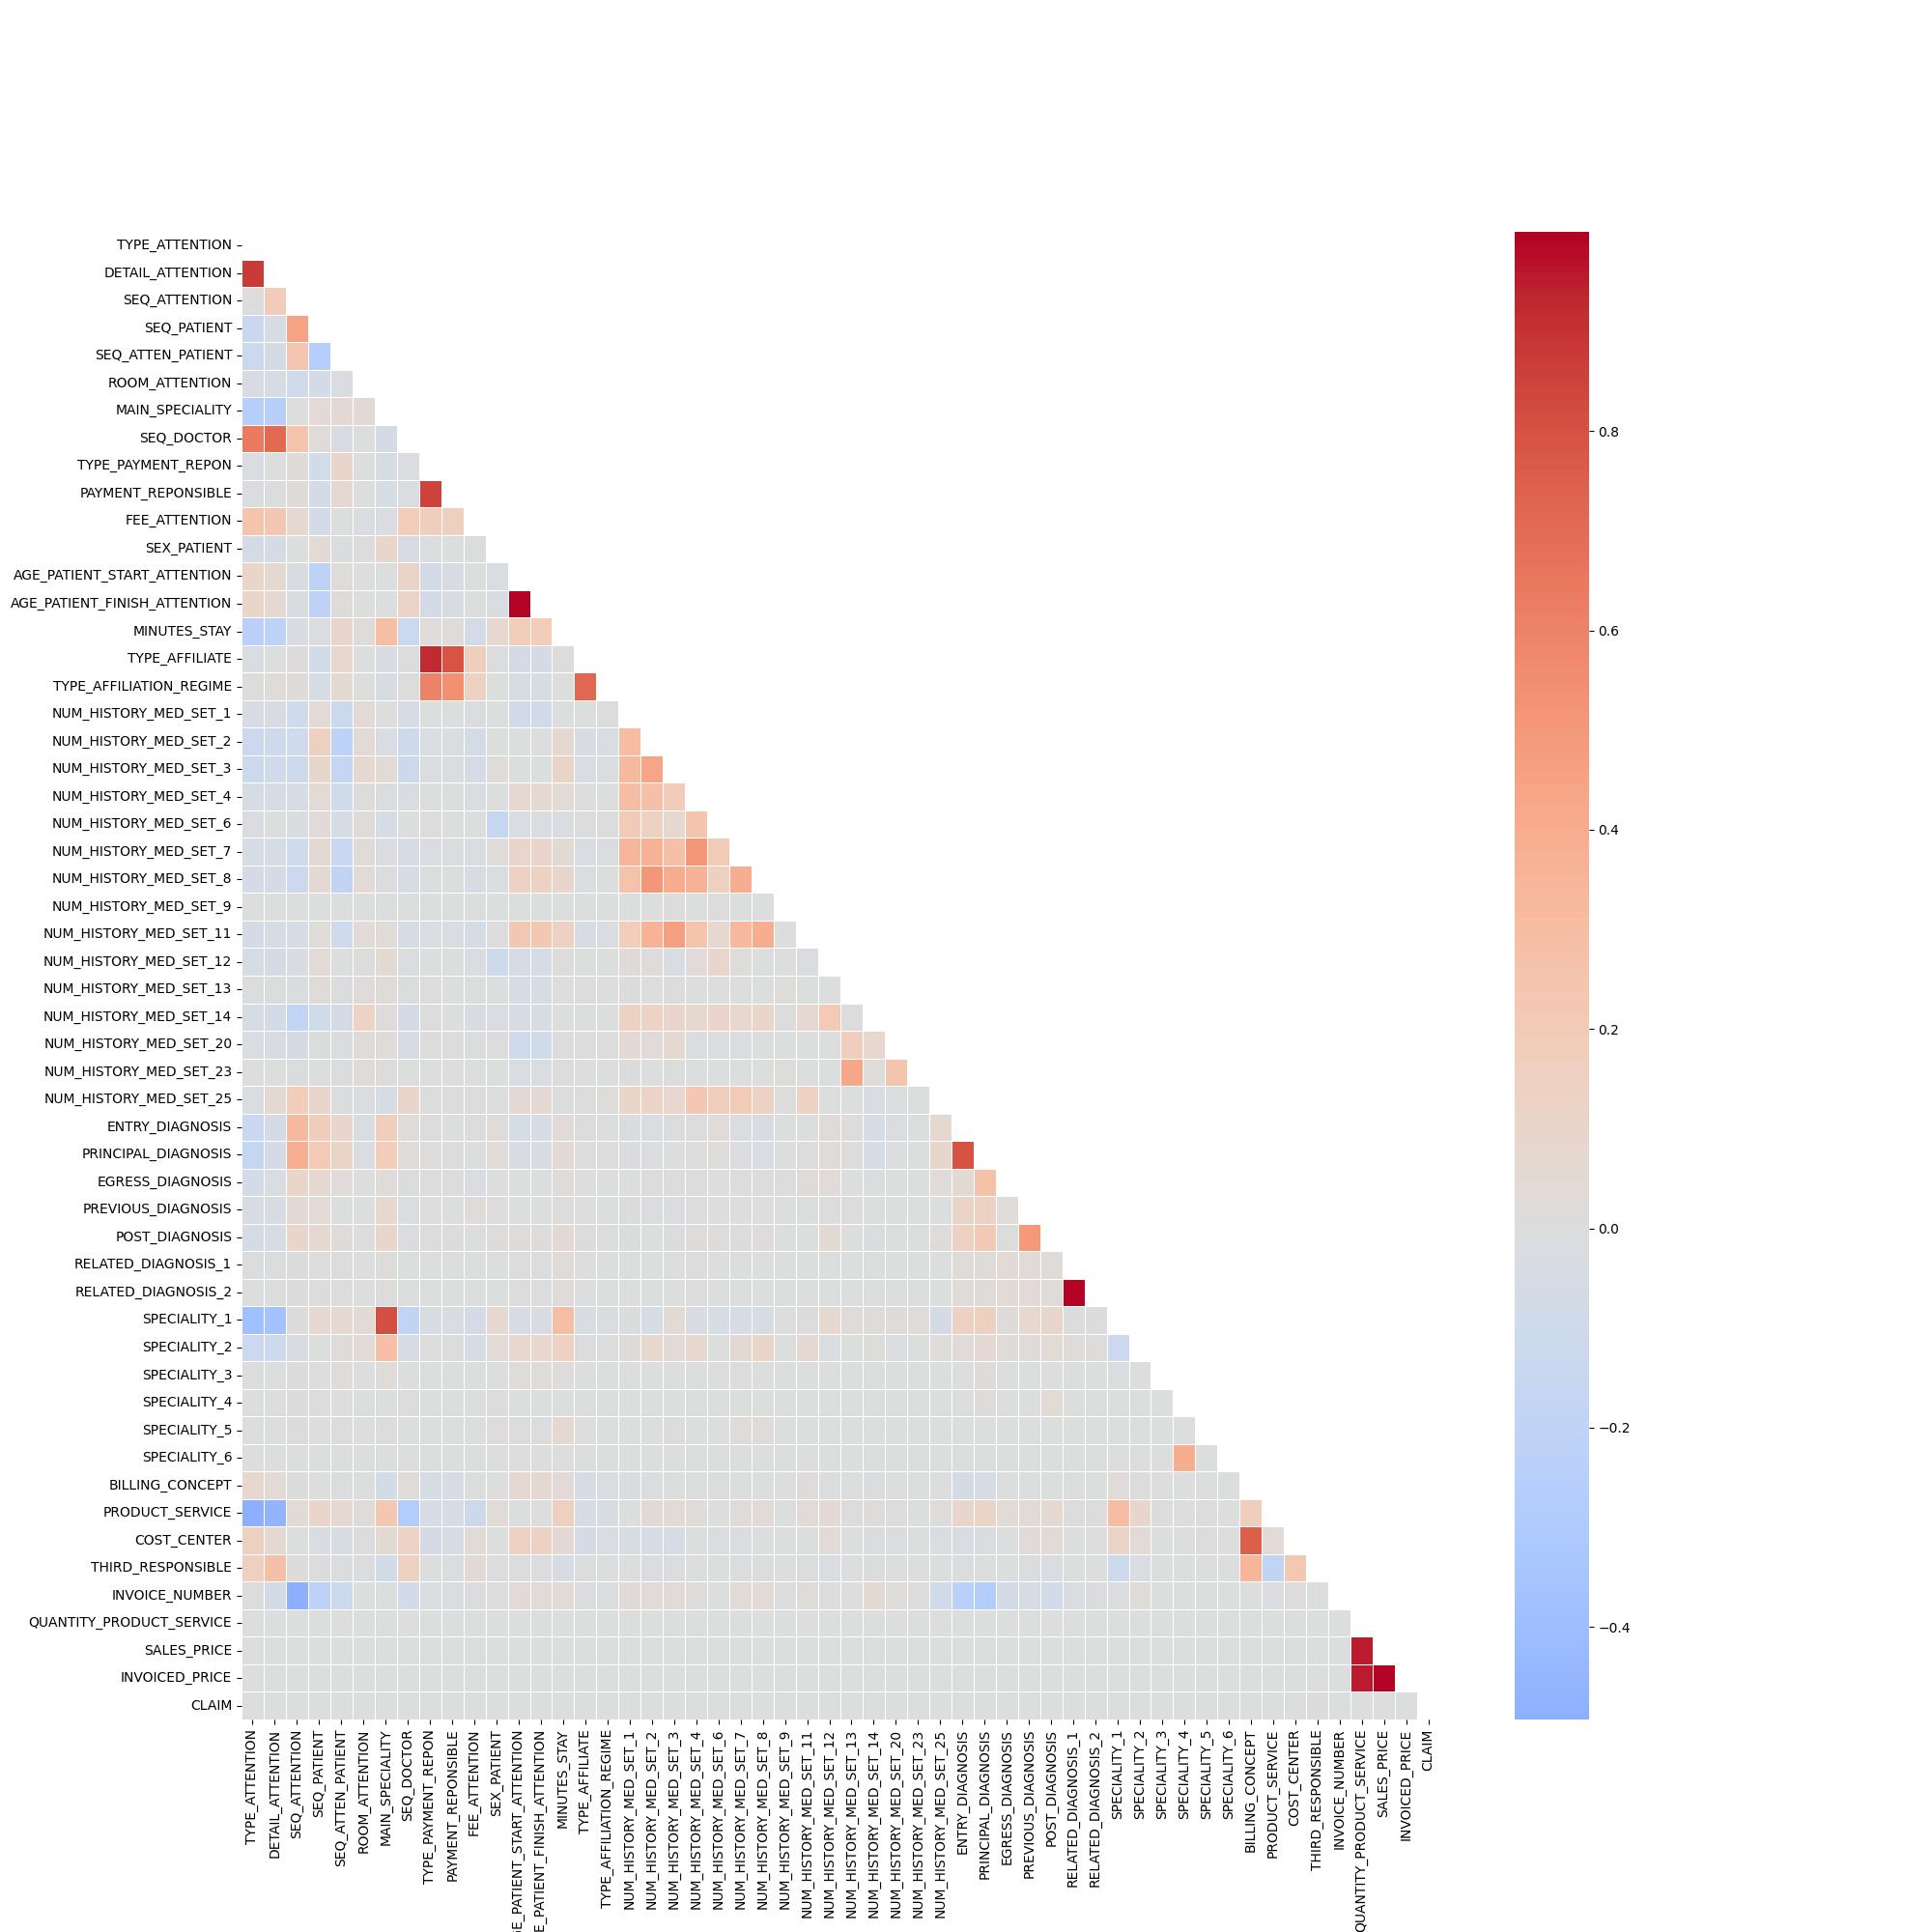 TYPE_ATTENTION
DETAIL_ATTENTION
SEQ_ATTENTION
SEQ_PATIENT
SEQ_ATTEN_PATIENT
ROOM_ATTENTION
MAIN_SPECIALITY
SEQ_DOCTOR
TYPE_PAYMENT_REPON
PAYMENT_REPONSIBLE
FEE_ATTENTION
SEX_PATIENT
AGE_PATIENT_START_ATTENTION
AGE_PATIENT_FINISH_ATTENTION
MINUTES_STAY
TYPE_AFFILIATE
TYPE_AFFILIATION_REGIME
NUM_HISTORY_MED_SET_1
NUM_HISTORY_MED_SET_2
NUM_HISTORY_MED_SET_3
NUM_HISTORY_MED_SET_4
NUM_HISTORY_MED_SET_6
NUM_HISTORY_MED_SET_7
NUM_HISTORY_MED_SET_8
NUM_HISTORY_MED_SET_9
NUM_HISTORY_MED_SET_11
NUM_HISTORY_MED_SET_12
NUM_HISTORY_MED_SET_13
NUM_HISTORY_MED_SET_14
NUM_HISTORY_MED_SET_20
NUM_HISTORY_MED_SET_23
NUM_HISTORY_MED_SET_25
ENTRY_DIAGNOSIS
PRINCIPAL_DIAGNOSIS
EGRESS_DIAGNOSIS
PREVIOUS_DIAGNOSIS
POST_DIAGNOSIS
RELATED_DIAGNOSIS_1
RELATED_DIAGNOSIS_2
SPECIALITY_1
SPECIALITY_2
SPECIALITY_3
SPECIALITY_4
SPECIALITY_5
SPECIALITY_6
BILLING_CONCEPT
PRODUCT_SERVICE
COST_CENTER
THIRD_RESPONSIBLE
INVOICE_NUMBER
QUANTITY_PRODUCT_SERVICE
SALES_PRICE
INVOICED_PRICE
CLAIM
TYPE_ATTENTION
DETAIL_ATTENTION
SEQ_ATTENTION
SEQ_PATIENT
SEQ_ATTEN_PATIENT
ROOM_ATTENTION
MAIN_SPECIALITY
SEQ_DOCTOR
TYPE_PAYMENT_REPON
PAYMENT_REPONSIBLE
FEE_ATTENTION
SEX_PATIENT
GE_PATIENT_START_ATTENTION
E_PATIENT_FINISH_ATTENTION
MINUTES_STAY
TYPE_AFFILIATE
TYPE_AFFILIATION_REGIME
NUM_HISTORY_MED_SET_1
NUM_HISTORY_MED_SET_2
NUM_HISTORY_MED_SET_3
NUM_HISTORY_MED_SET_4
NUM_HISTORY_MED_SET_6
NUM_HISTORY_MED_SET_7
NUM_HISTORY_MED_SET_8
NUM_HISTORY_MED_SET_9
NUM_HISTORY_MED_SET_11
NUM_HISTORY_MED_SET_12
NUM_HISTORY_MED_SET_13
NUM_HISTORY_MED_SET_14
NUM_HISTORY_MED_SET_20
NUM_HISTORY_MED_SET_23
NUM_HISTORY_MED_SET_25
ENTRY_DIAGNOSIS
PRINCIPAL_DIAGNOSIS
EGRESS_DIAGNOSIS
PREVIOUS_DIAGNOSIS
POST_DIAGNOSIS
RELATED_DIAGNOSIS_1
RELATED_DIAGNOSIS_2
SPECIALITY_1
SPECIALITY_2
SPECIALITY_3
SPECIALITY_4
SPECIALITY_5
SPECIALITY_6
BILLING_CONCEPT
PRODUCT_SERVICE
COST_CENTER
THIRD_RESPONSIBLE
INVOICE_NUMBER
QUANTITY_PRODUCT_SERVICE
SALES_PRICE
INVOICED_PRICE
CLAIM
0.8
0.6
0.4
0.2
0.0
−0.2
−0.4